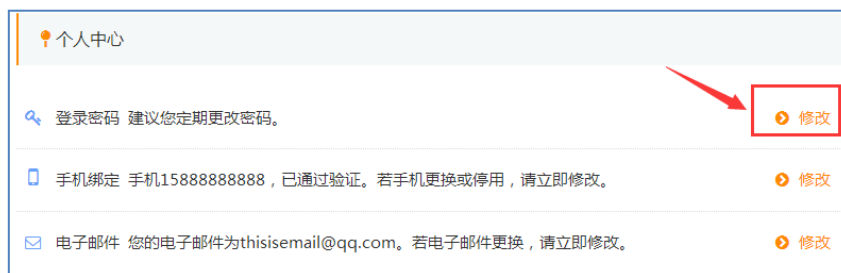 个人中心
登录密码 建议您定期更改密码。 修改
手机绑定 手机15888888888，已通过验证。若手机更换或停用，请立即修改。 修改
电子邮件 您的电子邮件为thisisemail@qq.com。若电子邮件更换，请立即修改。 修改